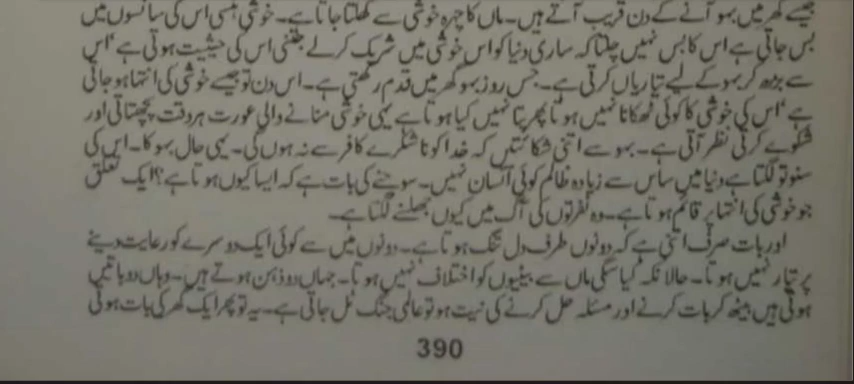 جیسے گھر میں بہو آنے کے دن قریب آتے ہیں۔ ماں کا چہرہ خوشی سے کھلتا جاتا ہے۔ خوشی ہنسی اس کی سانسوں میں
بس جاتی ہے اس کا بس نہیں چلتا کہ ساری دنیا کو اس خوشی میں شریک کر لے جتنی اس کی حیثیت ہوتی ہے‘ اس
سے بڑھ کر بہو کے لیے تیاریاں کرتی ہے۔ جس روز بہو گھر میں قدم رکھتی ہے۔ اس دن تو جیسے خوشی کی انتہا ہو جاتی
ہے‘ اس کی خوشی کا کوئی ٹھکانا نہیں ہوتا پھر پتا نہیں کیا ہوتا ہے یہی خوشی منانے والی عورت ہر وقت پچھتاتی اور
شکوے کرتی نظر آتی ہے۔ بہو سے اتنی شکائتیں کہ خدا کو ناشکرے کافر سے نہ ہوں گی۔ یہی حال بہو کا۔ اس کی
سنو تو لگتا ہے دنیا میں ساس سے زیادہ ظالم کوئی انسان نہیں۔ سوچنے کی بات ہے کہ ایسا کیوں ہوتا ہے؟ ایک تعلق
جو خوشی کی انتہا پر قائم ہوتا ہے۔ وہ نفرتوں کی آگ میں کیوں جھلسنے لگتا ہے۔
اور بات صرف اتنی ہے کہ دونوں طرف دل تنگ ہوتا ہے۔ دونوں میں سے کوئی ایک دوسرے کو رعایت دینے
پر تیار نہیں ہوتا۔ حالانکہ کیا سگی ماں سے بیٹیوں کو اختلاف نہیں ہوتا۔ جہاں دو ذہن ہوتے ہیں۔ وہاں دو باتیں
ہوتی ہیں بیٹھ کر بات کرنے اور مسئلہ حل کرنے کی نیت ہو تو عالمی جنگ ٹل جاتی ہے۔ یہ تو پھر ایک گھر کی بات ہوتی
390